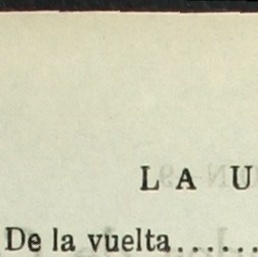 L A U
De la vuelta......